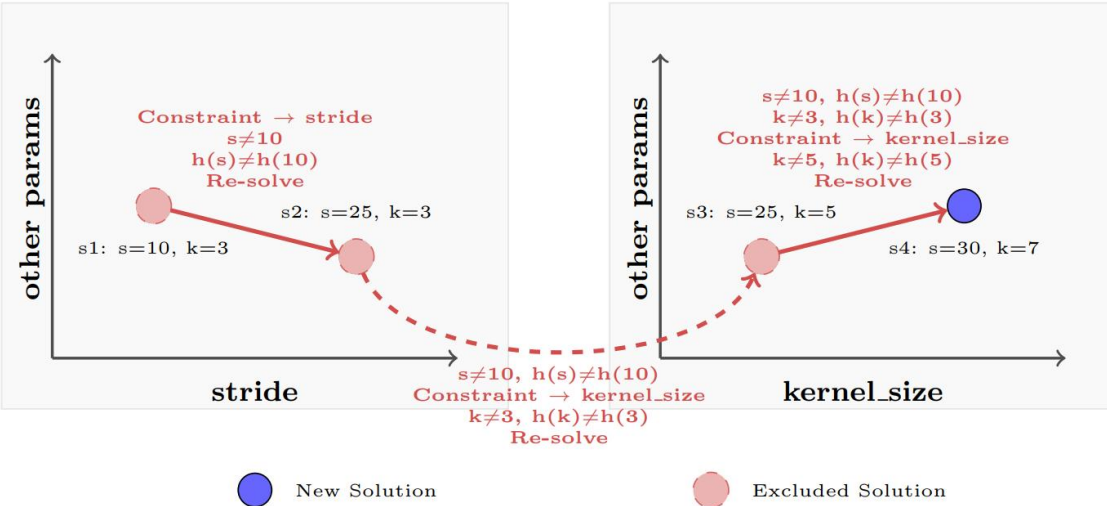 other params
Constraint → stride
s≠10
h(s)≠h(10)
Re-solve
s2: s=25, k=3
s1: s=10, k=3
stride
s≠10, h(s)≠h(10)
Constraint → kernel_size
k≠3, h(k)≠h(3)
Re-solve
other params
s≠10, h(s)≠h(10)
k≠3, h(k)≠h(3)
Constraint → kernel_size
k≠5, h(k)≠h(5)
Re-solve
s3: s=25, k=5
s4: s=30, k=7
kernel_size
New Solution
Excluded Solution